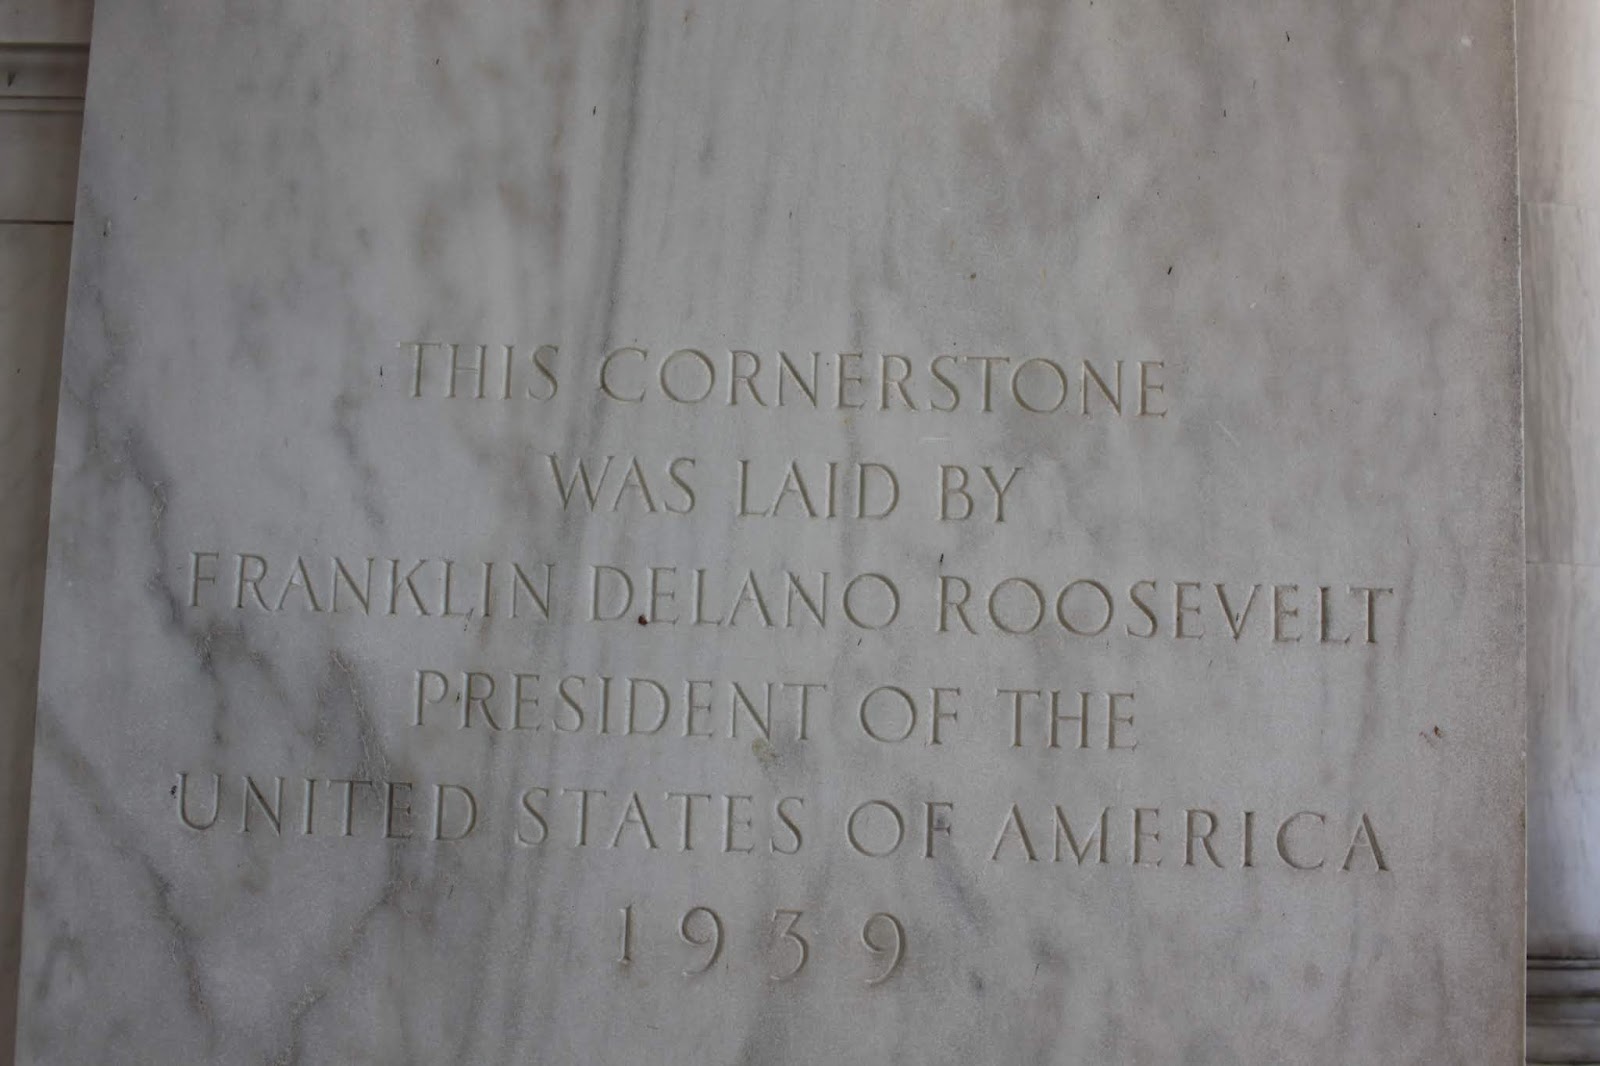 THIS CORNERSTONE
WAS LAID BY
FRANKLIN DELANO ROOSEVELT
PRESIDENT OF THE
UNITED STATES OF AMERICA
1939